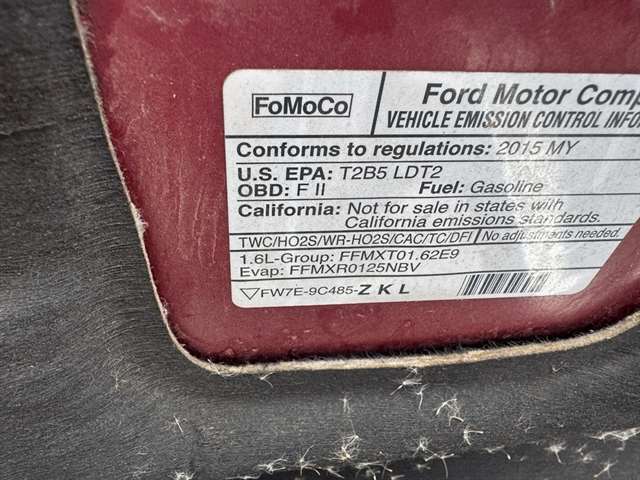 FoMoCo
Ford Motor Comp
VEHICLE EMISSION CONTROL INFOR
Conforms to regulations: 2015 MY
U.S. EPA: T2B5 LDT2
OBD: F II Fuel: Gasoline
California: Not for sale in states with
California emissions standards.
TWC/HO2S/WR-HO2S/CAC/TC/DFI No adjustments needed.
1.6L-Group: FFMXT01.62E9
Evap: FFMXR0125NBV
FW7E-9C485-ZKL